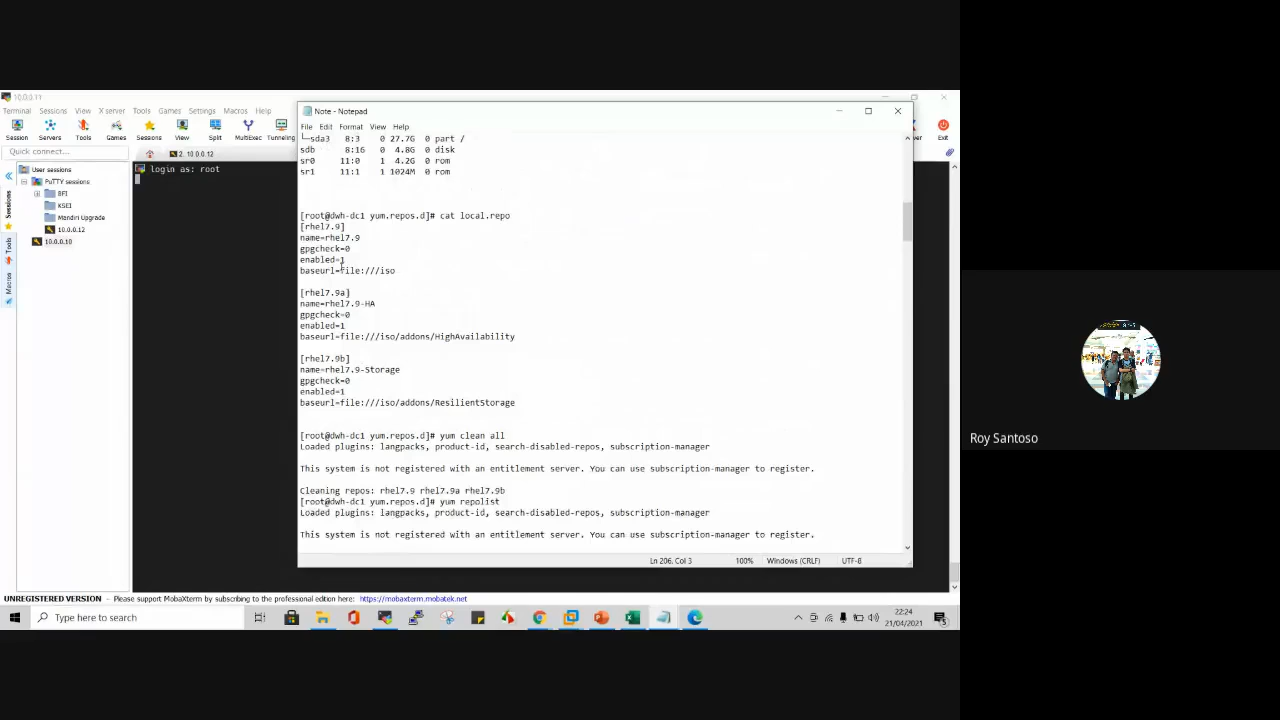 10.0.0.11
Terminal Sessions View X server Tools Games Settings Macros Help
Session Servers Tools Games Sessions View Split MultiExec Tunneling Exit
Quick connect...
2. 10.0.0.12
User sessions
PuTTY sessions
BFI
KSEI
Mandiri Upgrade
10.0.0.12
10.0.0.10
Sessions
Tools
Macros
login as: root
Note - Notepad
File Edit Format View Help
└─sda3 8:3 0 27.7G 0 part /
sdb 8:16 0 4.8G 0 disk
sr0 11:0 1 4.2G 0 rom
sr1 11:1 1 1024M 0 rom
[root@dwh-dc1 yum.repos.d]# cat local.repo
[rhel7.9]
name=rhel7.9
gpgcheck=0
enabled=1
baseurl=file:///iso
[rhel7.9a]
name=rhel7.9-HA
gpgcheck=0
enabled=1
baseurl=file:///iso/addons/HighAvailability
[rhel7.9b]
name=rhel7.9-Storage
gpgcheck=0
enabled=1
baseurl=file:///iso/addons/ResilientStorage
[root@dwh-dc1 yum.repos.d]# yum clean all
Loaded plugins: langpacks, product-id, search-disabled-repos, subscription-manager
This system is not registered with an entitlement server. You can use subscription-manager to register.
Cleaning repos: rhel7.9 rhel7.9a rhel7.9b
[root@dwh-dc1 yum.repos.d]# yum repolist
Loaded plugins: langpacks, product-id, search-disabled-repos, subscription-manager
This system is not registered with an entitlement server. You can use subscription-manager to register.
Ln 206, Col 3 100% Windows (CRLF) UTF-8
UNREGISTERED VERSION - Please support MobaXterm by subscribing to the professional edition here: https://mobaxterm.mobatek.net
Type here to search
22:24
21/04/2021
5
Roy Santoso